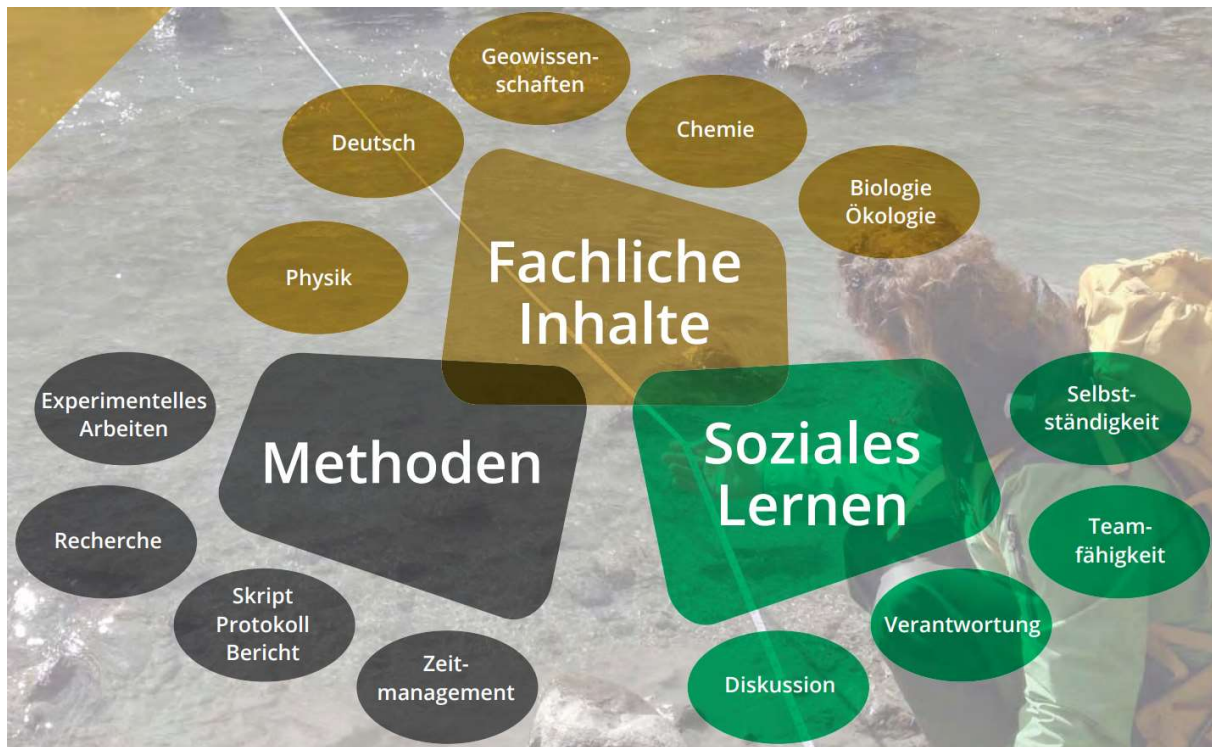 Geowissen-
schaften
Deutsch
Chemie
Biologie
Ökologie
Physik
Fachliche
Inhalte
Experimentelles
Arbeiten
Recherche
Skript
Protokoll
Bericht
Zeit-
management
Methoden
Soziales
Lernen
Selbst-
ständigkeit
Team-
fähigkeit
Verantwortung
Diskussion